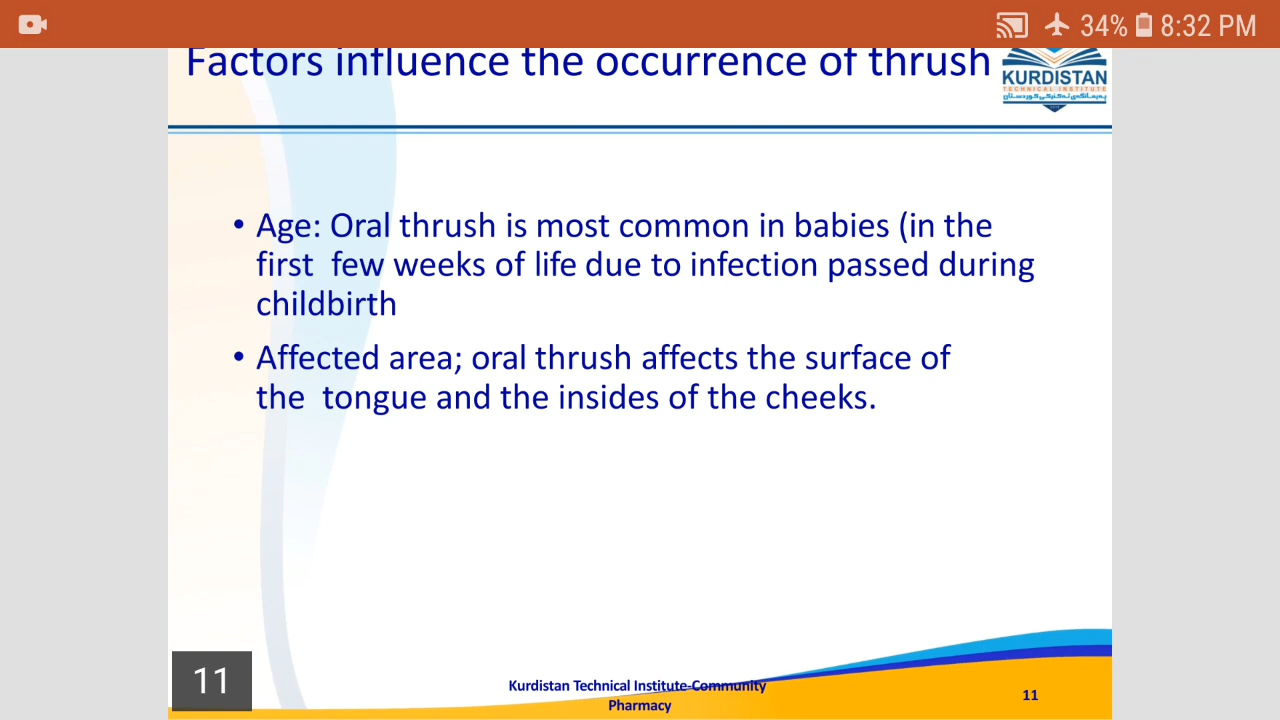 34% 8:32 PM
Factors influence the occurrence of thrush
KURDISTAN
TECHNICAL INSTITUTE
پەیمانگەی تەکنیکی کوردستان
• Age: Oral thrush is most common in babies (in the
first  few weeks of life due to infection passed during
childbirth
• Affected area; oral thrush affects the surface of
the  tongue and the insides of the cheeks.
11
Kurdistan Technical Institute-Community
Pharmacy
11